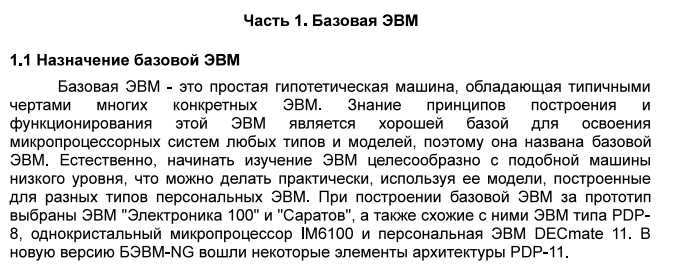 Часть 1. Базовая ЭВМ
1.1 Назначение базовой ЭВМ
Базовая ЭВМ - это простая гипотетическая машина, обладающая типичными
чертами многих конкретных ЭВМ. Знание принципов построения и
функционирования этой ЭВМ является хорошей базой для освоения
микропроцессорных систем любых типов и моделей, поэтому она названа базовой
ЭВМ. Естественно, начинать изучение ЭВМ целесообразно с подобной машины
низкого уровня, что можно делать практически, используя ее модели, построенные
для разных типов персональных ЭВМ. При построении базовой ЭВМ за прототип
выбраны ЭВМ "Электроника 100" и "Саратов", а также схожие с ними ЭВМ типа PDP-
8, однокристальный микропроцессор IM6100 и персональная ЭВМ DECmate 11. В
новую версию БЭВМ-NG вошли некоторые элементы архитектуры PDP-11.